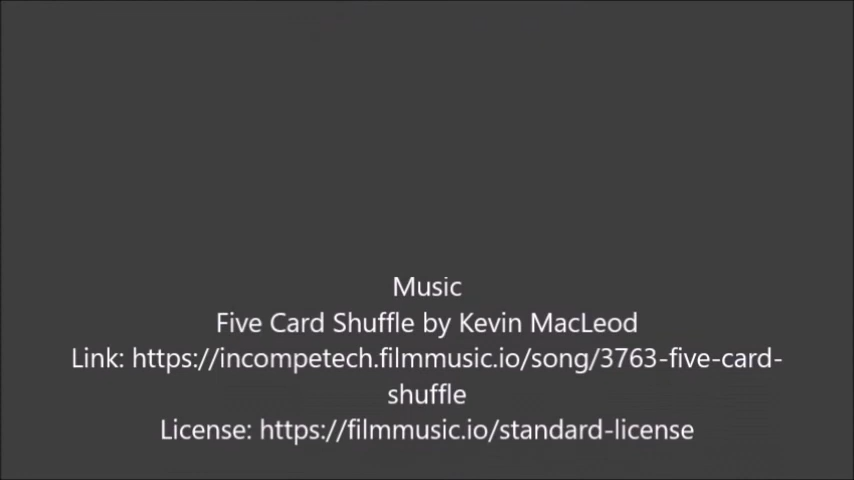 Music
Five Card Shuffle by Kevin MacLeod
Link: https://incompetech.filmmusic.io/song/3763-five-card-
shuffle
License: https://filmmusic.io/standard-license